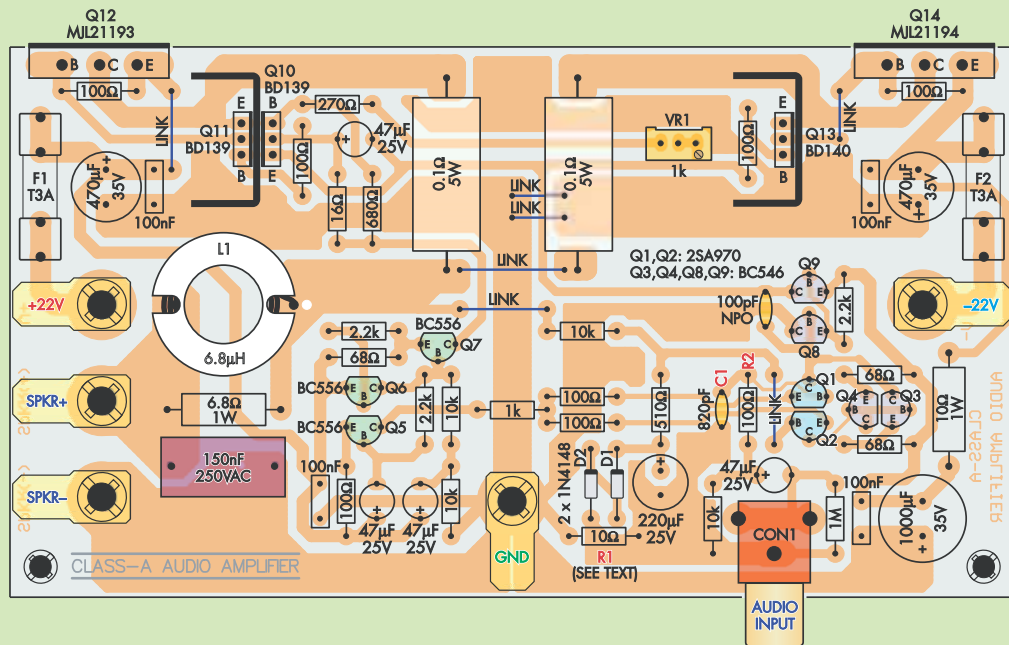 Q12
MJL21193
B C E
100Ω
LINK
Q10
BD139
E B
Q11
BD139
C C
B E
270Ω
47µF
25V
+
100Ω
16Ω
680Ω
0.1Ω
5W
0.1Ω
5W
LINK
LINK
LINK
LINK
VR1
1k
100Ω
E
C
B
Q13
BD140
LINK
Q14
MJL21194
B C E
100Ω
F1
T3A
470µF
35V
+
100nF
F2
T3A
470µF
35V
+
100nF
L1
6.8µH
+22V
SPKR+
SPKR–
6.8Ω
1W
150nF
250VAC
Q1,Q2: 2SA970
Q3,Q4,Q8,Q9: BC546
100pF
NPO
Q9
C B E
C B E
Q8
2.2k
–22V
2.2k
68Ω
BC556
E B C
Q7
BC556
E B C
Q6
BC556
E B C
Q5
2.2k
10k
1k
10k
100Ω
100Ω
510Ω
820pF
C1
100Ω
R2
LINK
Q1
C B E
B C E
Q2
68Ω
Q4
Q3
68Ω
10Ω
1W
100nF
100Ω
47µF
25V
+
47µF
25V
+
10k
GND
2 x 1N4148
D2
D1
220µF
25V
+
10Ω
R1
(SEE TEXT)
10k
47µF
25V
+
CON1
1M
100nF
1000µF
35V
+
AUDIO AMPLIFIER
CLASS-A
CLASS-A AUDIO AMPLIFIER
AUDIO
INPUT